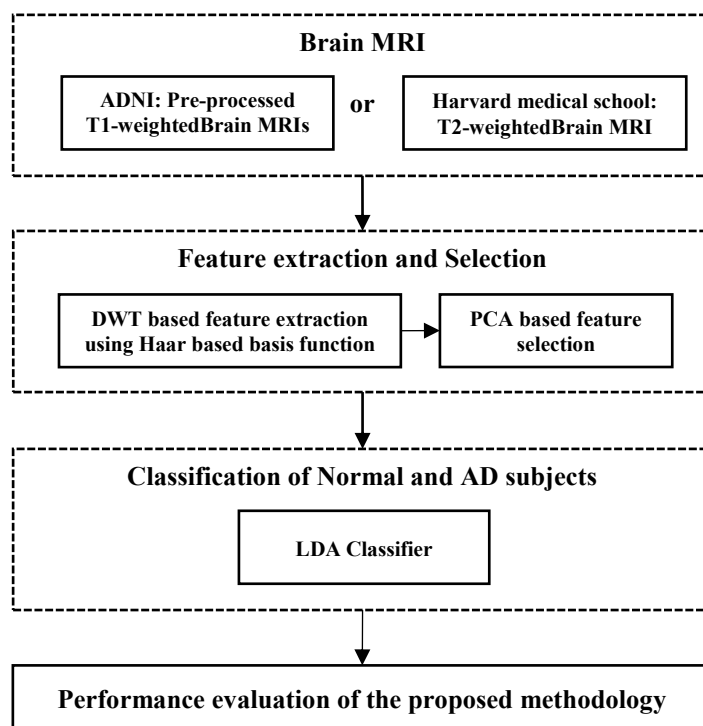 Brain MRI
ADNI: Pre-processed
T1-weightedBrain MRIs
or
Harvard medical school:
T2-weightedBrain MRI
Feature extraction and Selection
DWT based feature extraction
using Haar based basis function
PCA based feature
selection
Classification of Normal and AD subjects
LDA Classifier
Performance evaluation of the proposed methodology